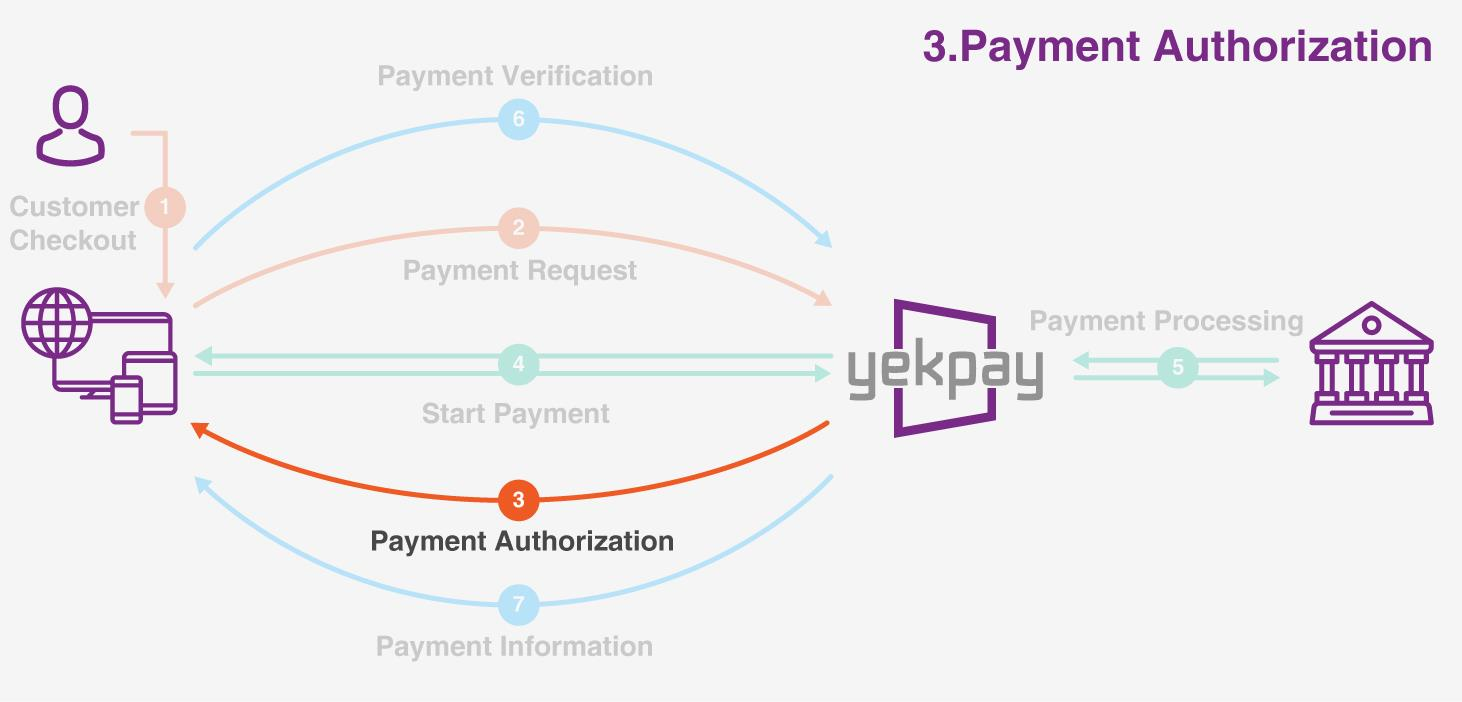 3.Payment Authorization
Payment Verification
6
Customer
Checkout
1
2
Payment Request
4
Start Payment
yekpay
Payment Processing
5
3
Payment Authorization
7
Payment Information